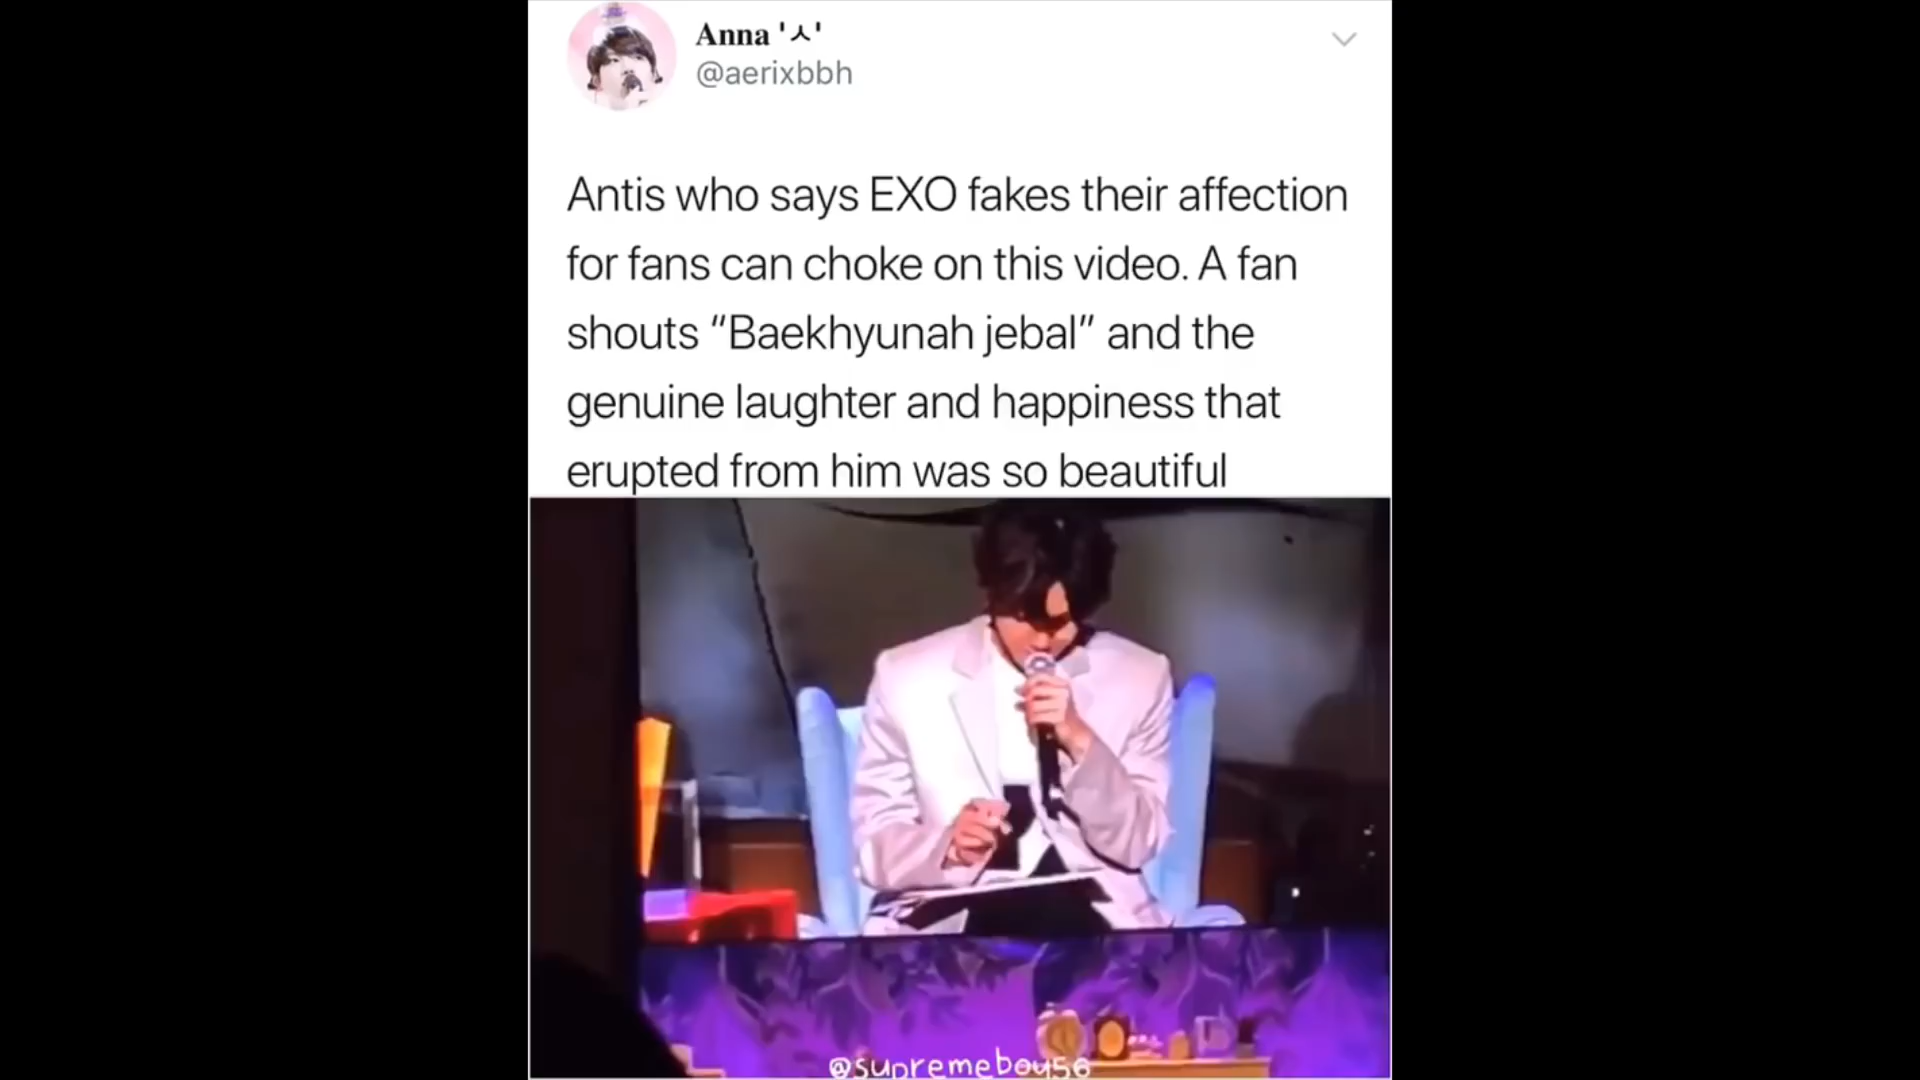 Anna 'ㅅ'
@aerixbbh
Antis who says EXO fakes their affection
for fans can choke on this video. A fan
shouts “Baekhyunah jebal” and the
genuine laughter and happiness that
erupted from him was so beautiful
@supremeboy56